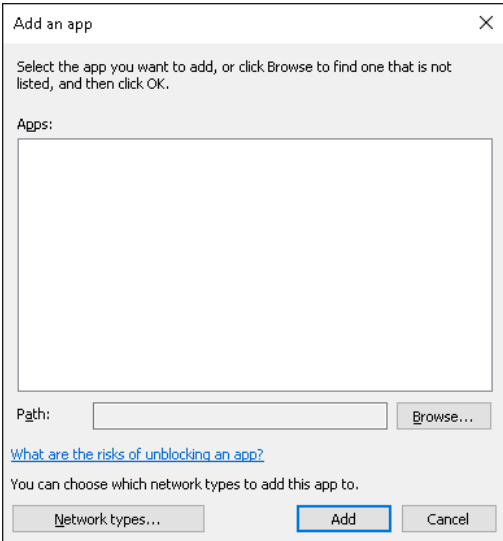 Add an app
Select the app you want to add, or click Browse to find one that is not
listed, and then click OK.
Apps:
Path:
Browse...
What are the risks of unblocking an app?
You can choose which network types to add this app to.
Network types...
Add
Cancel